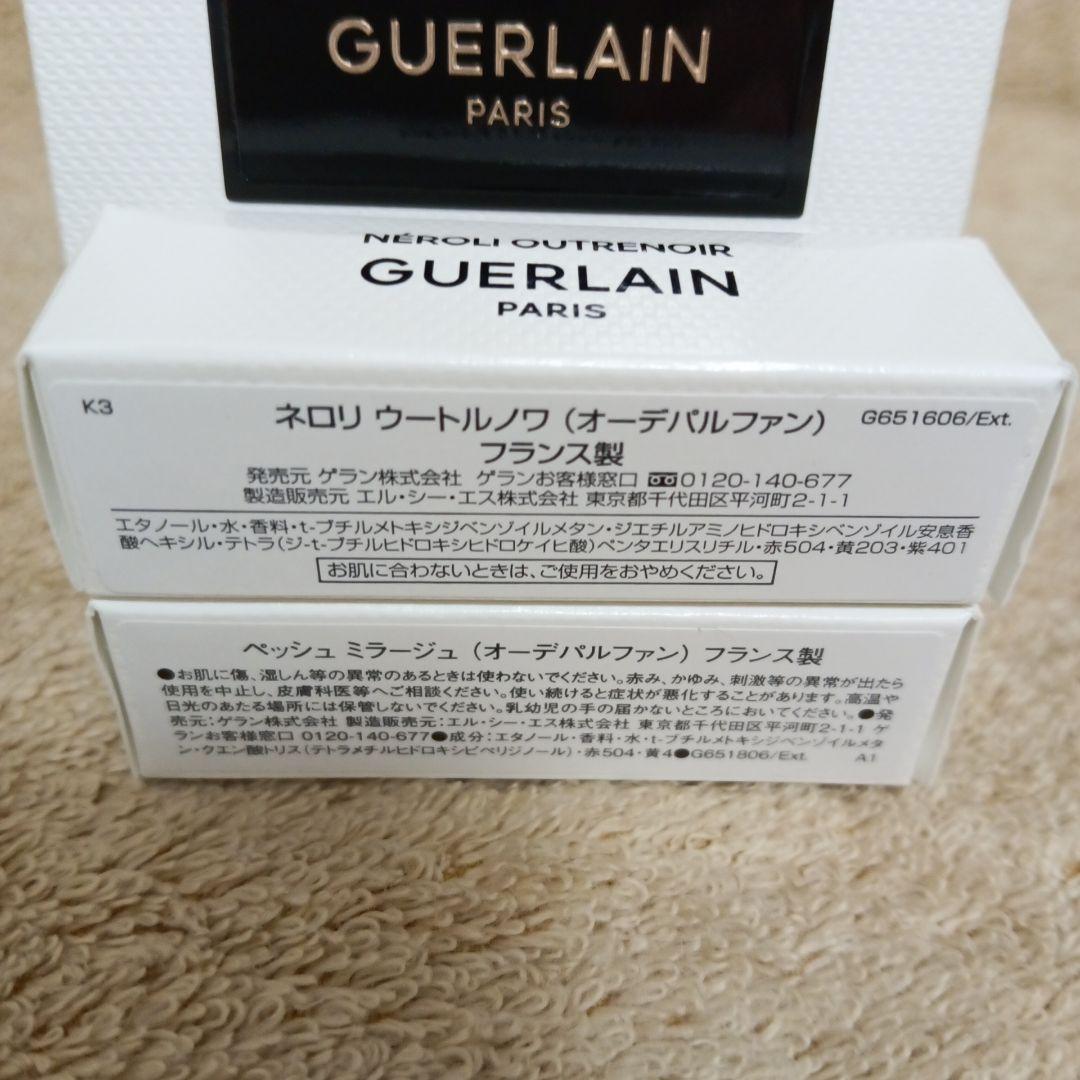 GUERLAIN
PARIS
NÉROLI OUTRENOIR
GUERLAIN
PARIS
K3
ネロリ ウートルノワ（オーデパルファン）
G651606/Ext.
フランス製
発売元 ゲラン株式会社 ゲランお客様窓口 0120-140-677
製造販売元 エル・シー・エス株式会社 東京都千代田区平河町2-1-1
エタノール・水・香料・t-ブチルメトキシジベンゾイルメタン・ジエチルアミノヒドロキシベンゾイル安息香
酸ヘキシル・テトラ(ジ-t-ブチルヒドロキシヒドロケイヒ酸)ペンタエリスリチル・赤504・黄203・紫401
お肌に合わないときは、ご使用をおやめください。
ペッシュ ミラージュ（オーデパルファン）フランス製
●お肌に傷、湿しん等の異常のあるときは使わないでください。赤み、かゆみ、刺激等の異常が出たら
使用を中止し、皮膚科医等へご相談ください。使い続けると症状が悪化することがあります。高温や
日光のあたる場所には保管しないでください。乳幼児の手の届かないところにおいてください。●発
売元：ゲラン株式会社 製造販売元：エル・シー・エス株式会社 東京都千代田区平河町2-1-1 ゲ
ランお客様窓口 0120-140-677●成分：エタノール・香料・水・t-ブチルメトキシジベンゾイルメタ
ン・クエン酸トリス(テトラメチルヒドロキシピペリジノール)・赤504・黄4●G651806/Ext.
A1